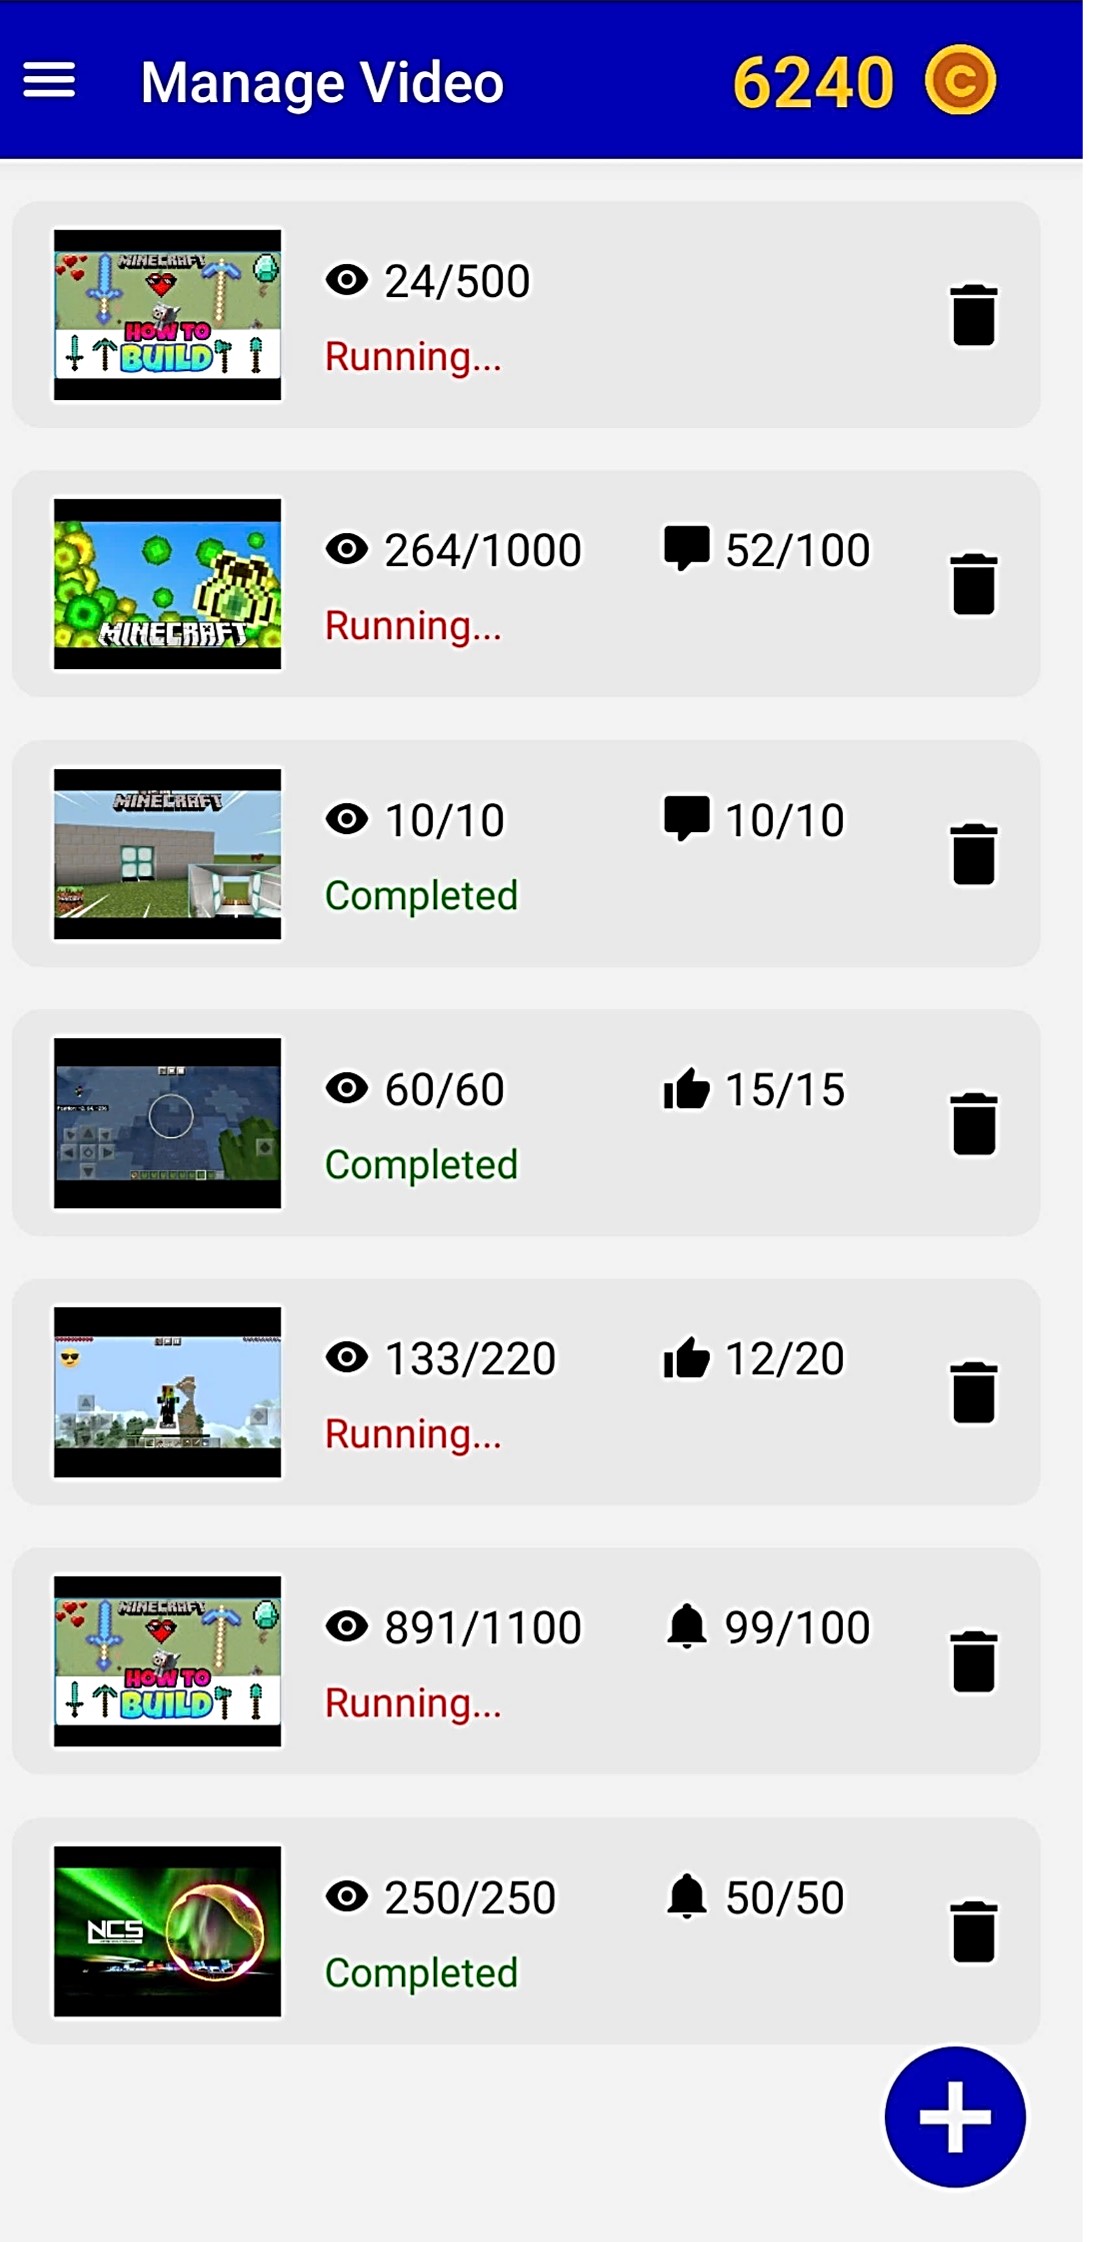 Manage Video 6240 C
MINECRAFT
HOW TO
BUILD
24/500
Running...
MINECRAFT
264/1000 52/100
Running...
MINECRAFT
10/10 10/10
Completed
60/60 15/15
Completed
133/220 12/20
Running...
MINECRAFT
HOW TO
BUILD
891/1100 99/100
Running...
NCS
250/250 50/50
Completed